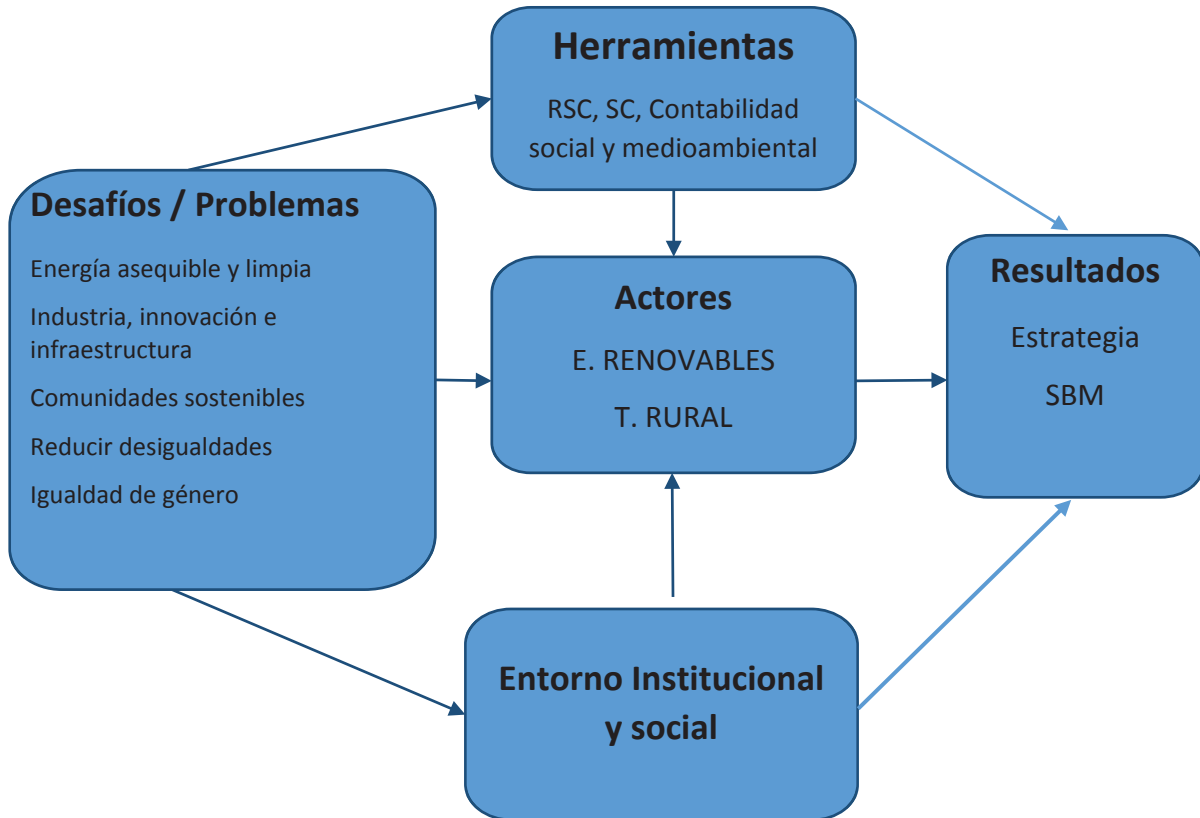 Herramientas
RSC, SC, Contabilidad
social y medioambiental
Desafíos / Problemas
Energía asequible y limpia
Industria, innovación e
infraestructura
Comunidades sostenibles
Reducir desigualdades
Igualdad de género
Actores
E. RENOVABLES
T. RURAL
Resultados
Estrategia
SBM
Entorno Institucional
y social